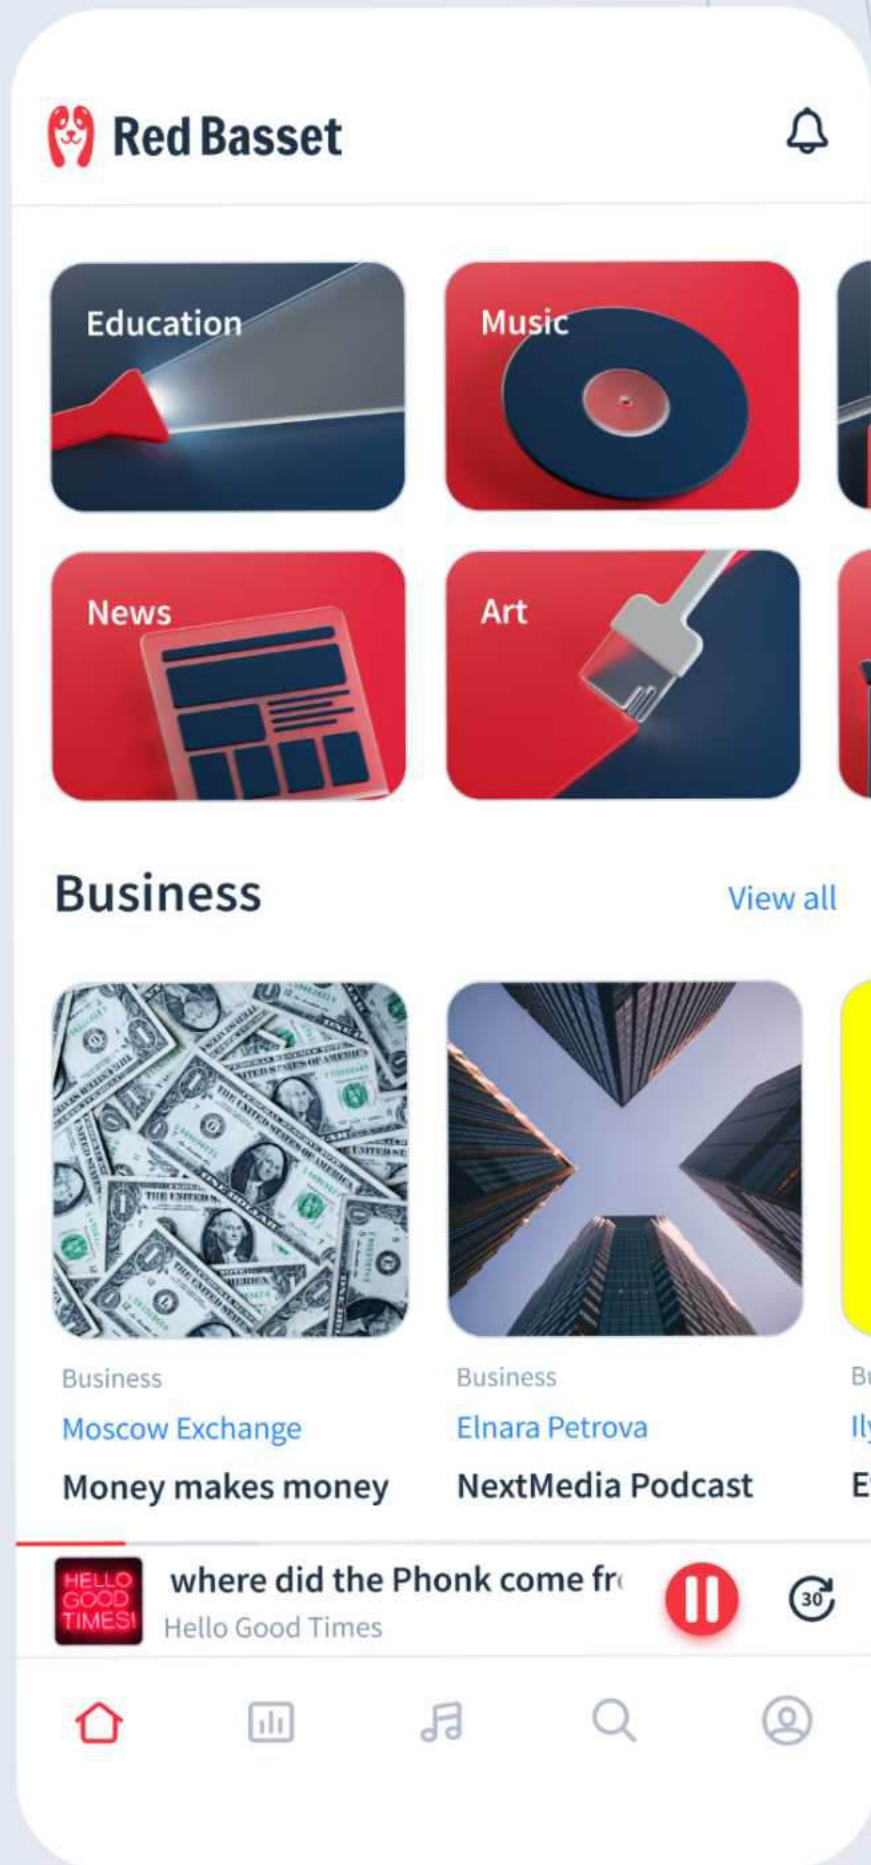 Red Basset
Education
Music
News
Art
Business
View all
Business
Moscow Exchange
Money makes money
Business
Elnara Petrova
NextMedia Podcast
HELLO
GOOD
TIMES!
where did the Phonk come
Hello Good Times
30